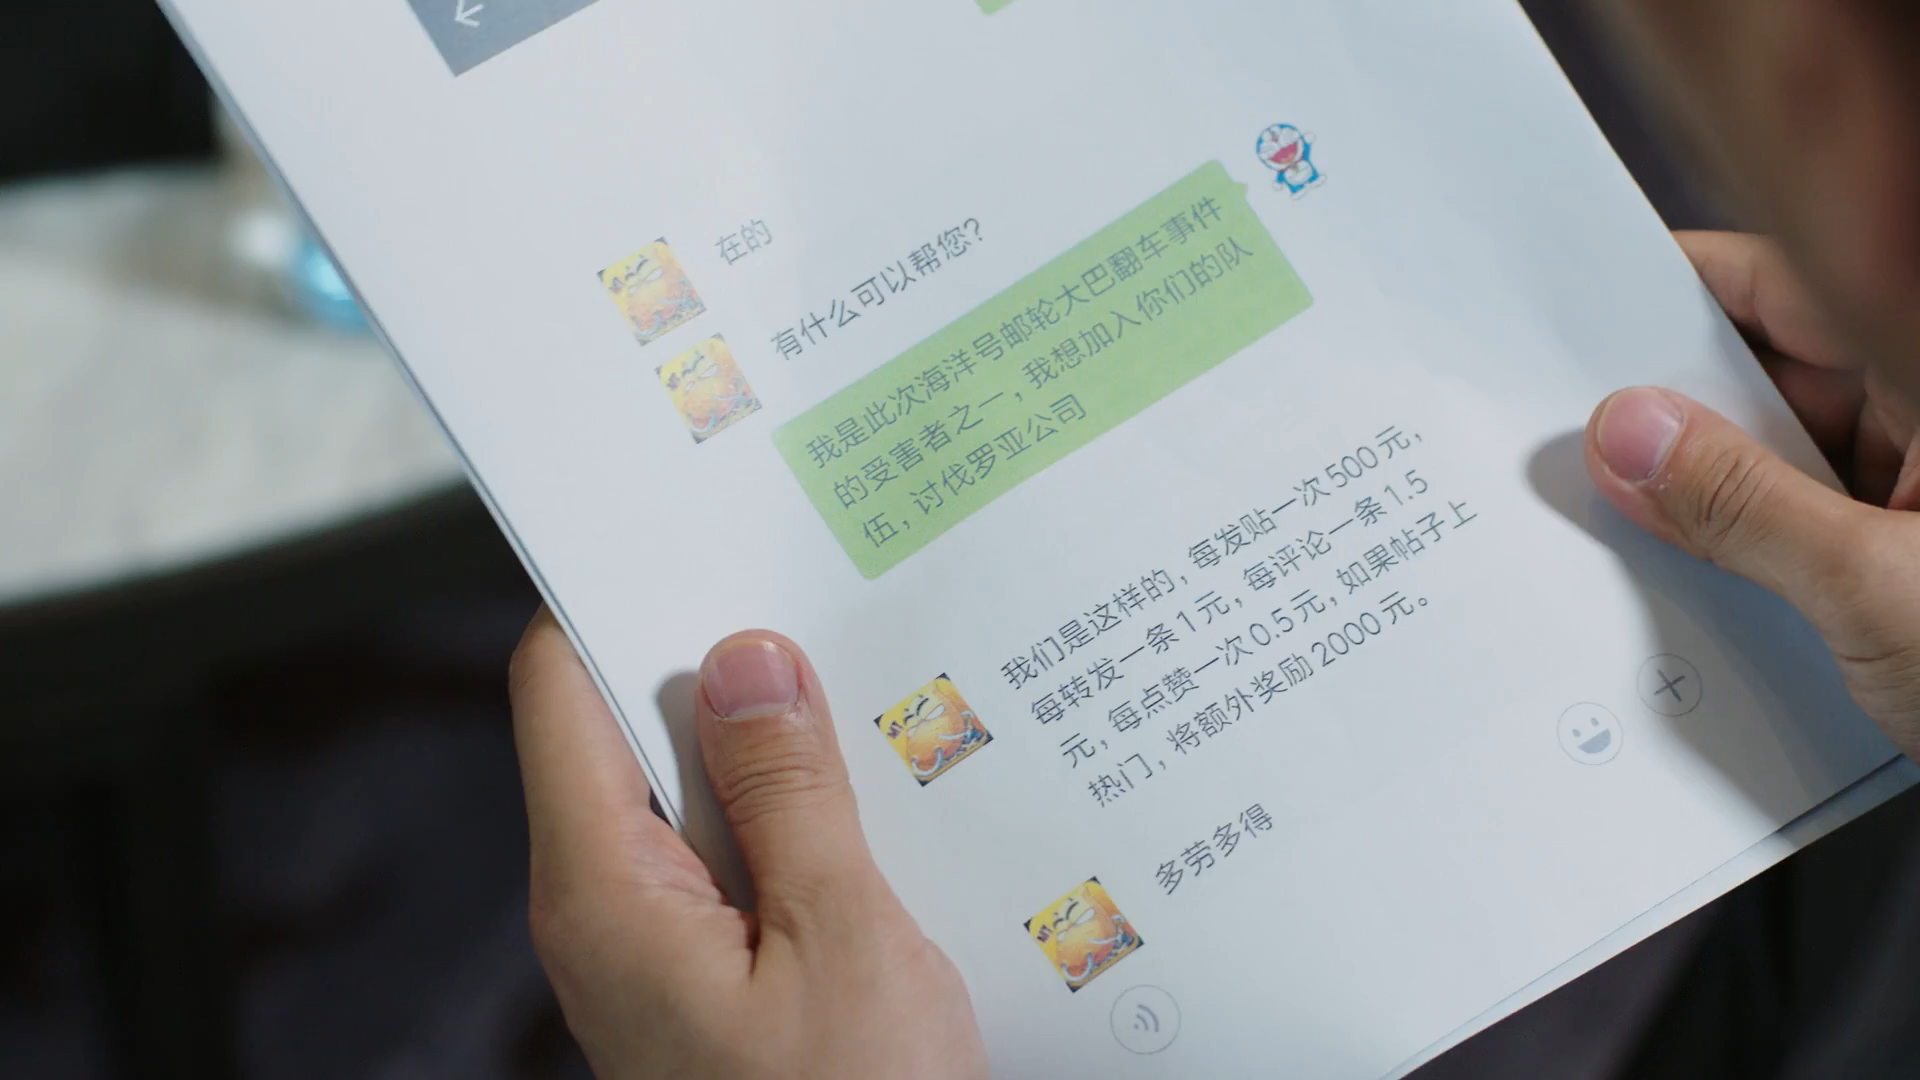 在的
有什么可以帮您?
我是此次海洋号邮轮大巴翻车事件
的受害者之一，我想加入你们的队
伍，讨伐罗亚公司
我们是这样的，每发贴一次500元，
每转发一条1元，每评论一条1.5
元，每点赞一次0.5元，如果帖子上
热门，将额外奖励2000元。
多劳多得